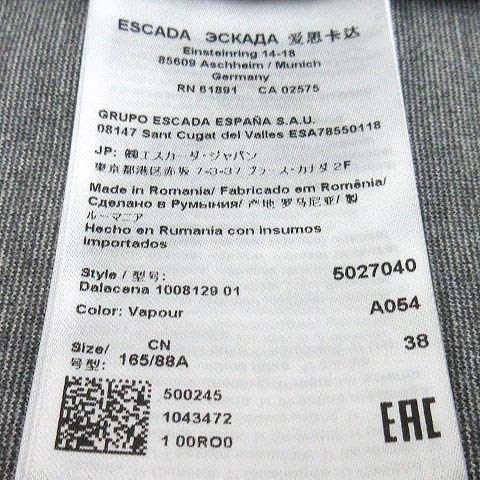 ESCADA ЭСКАДА 爱思卡达
Einsteinring 14-18
85609 Aschheim / Munich
Germany
RN 61891 CA 02575
GRUPO ESCADA ESPAÑA S.A.U.
08147 Sant Cugat del Valles ESA78550118
JP: ㈱エスカーダ・ジャパン
東京都港区赤坂 7-3-37 プラース・カナダ 2F
Made in Romania/ Fabricado em Romênia/
Сделано в Румыния/ 产地 罗马尼亚/ 製
ルーマニア
Hecho en Rumanía con insumos
importados
Style / 型号: 5027040
Dalacena 1008129 01
Color: Vapour A054
Size/ CN 38
号型: 165/88A
500245
1043472
1 00RO0
EAC